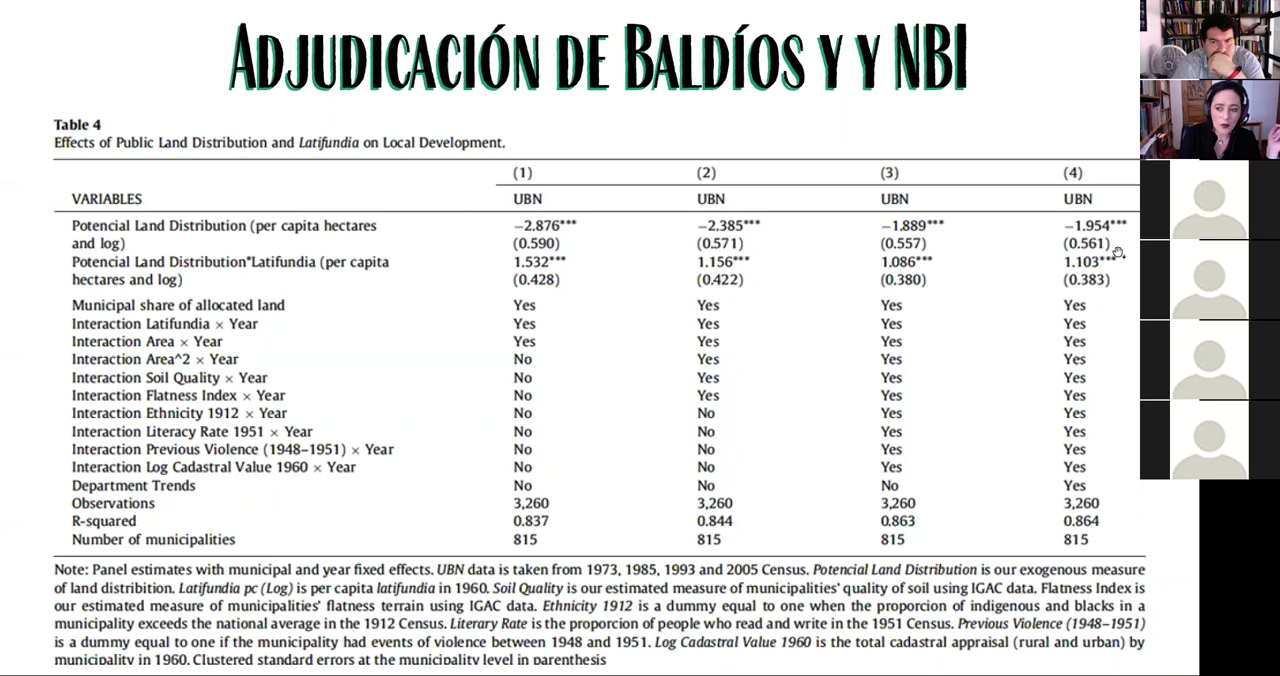 ADJUDICACIÓN DE BALDÍOS Y Y NBI
Table 4
Effects of Public Land Distribution and Latifundia on Local Development.
(1) (2) (3) (4)
VARIABLES UBN UBN UBN UBN
Potencial Land Distribution (per capita hectares −2.876*** −2.385*** −1.889*** −1.954***
and log) (0.590) (0.571) (0.557) (0.561)
Potencial Land Distribution*Latifundia (per capita 1.532*** 1.156*** 1.086*** 1.103***
hectares and log) (0.428) (0.422) (0.380) (0.383)
Municipal share of allocated land Yes Yes Yes Yes
Interaction Latifundia × Year Yes Yes Yes Yes
Interaction Area × Year Yes Yes Yes Yes
Interaction Area^2 × Year No Yes Yes Yes
Interaction Soil Quality × Year No Yes Yes Yes
Interaction Flatness Index × Year No Yes Yes Yes
Interaction Ethnicity 1912 × Year No No Yes Yes
Interaction Literacy Rate 1951 × Year No No Yes Yes
Interaction Previous Violence (1948–1951) × Year No No Yes Yes
Interaction Log Cadastral Value 1960 × Year No No Yes Yes
Department Trends No No No Yes
Observations 3,260 3,260 3,260 3,260
R-squared 0.837 0.844 0.863 0.864
Number of municipalities 815 815 815 815
Note: Panel estimates with municipal and year fixed effects. UBN data is taken from 1973, 1985, 1993 and 2005 Census. Potencial Land Distribution is our exogenous measure
of land distribition. Latifundia pc (Log) is per capita latifundia in 1960. Soil Quality is our estimated measure of municipalities' quality of soil using IGAC data. Flatness Index is
our estimated measure of municipalities' flatness terrain using IGAC data. Ethnicity 1912 is a dummy equal to one when the proporcion of indigenous and blacks in a
municipality exceeds the national average in the 1912 Census. Literary Rate is the proporcion of people who read and write in the 1951 Census. Previous Violence (1948–1951)
is a dummy equal to one if the municipality had events of violence between 1948 and 1951. Log Cadastral Value 1960 is the total cadastral appraisal (rural and urban) by
municipality in 1960. Clustered standard errors at the municipality level in parenthesis